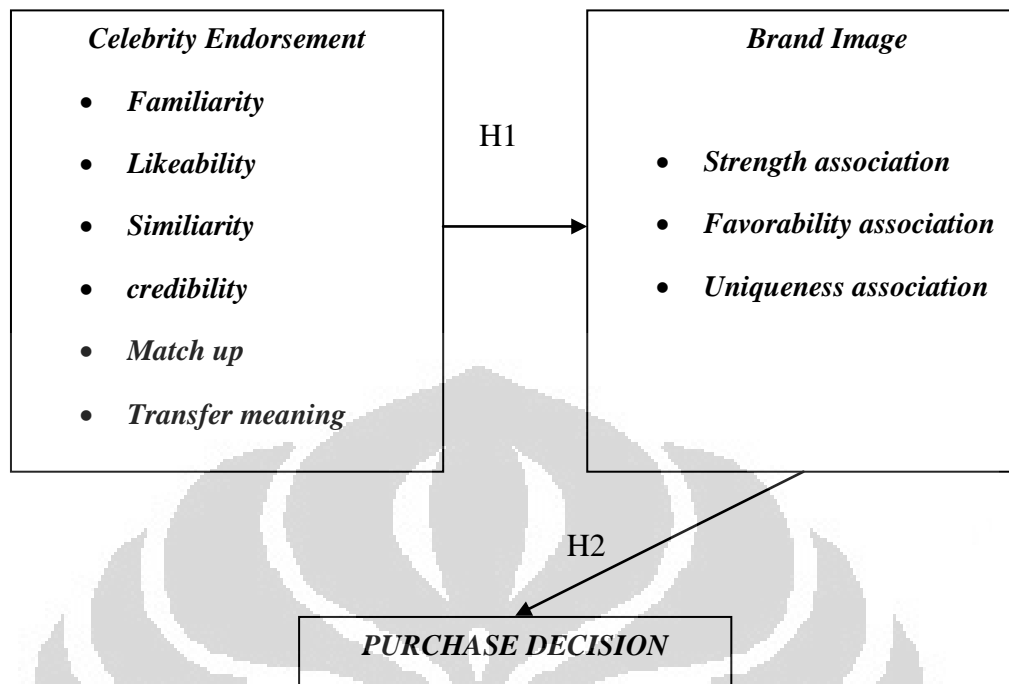 Celebrity Endorsement
• Familiarity
• Likeability
• Similiarity
• credibility
• Match up
• Transfer meaning
H1
Brand Image
• Strength association
• Favorability association
• Uniqueness association
H2
PURCHASE DECISION